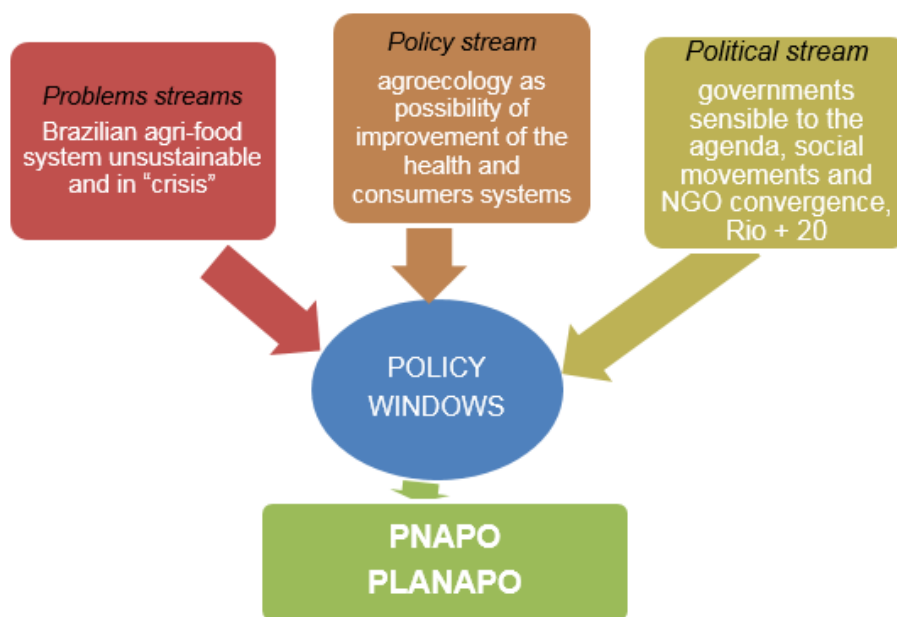 Problems streams
Brazilian agri-food
system unsustainable
and in “crisis”
Policy stream
agroecology as
possibility of
improvement of the
health and
consumers systems
Political stream
governments
sensible to the
agenda, social
movements and
NGO convergence,
Rio + 20
POLICY
WINDOWS
PNAPO
PLANAPO